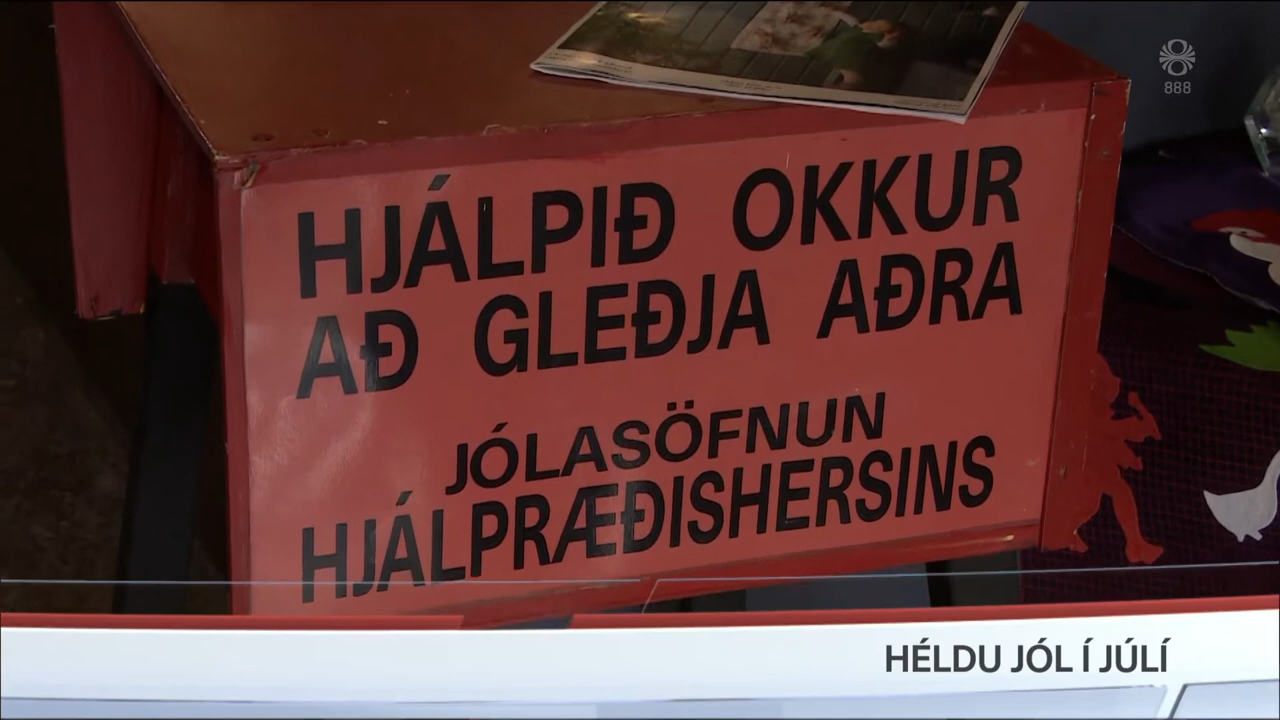 888
HJÁLPIÐ OKKUR
AÐ GLEÐJA AÐRA
JÓLASÖFNUN
HJÁLPRÆÐISHERSINS
HÉLDU JÓL Í JÚLÍ